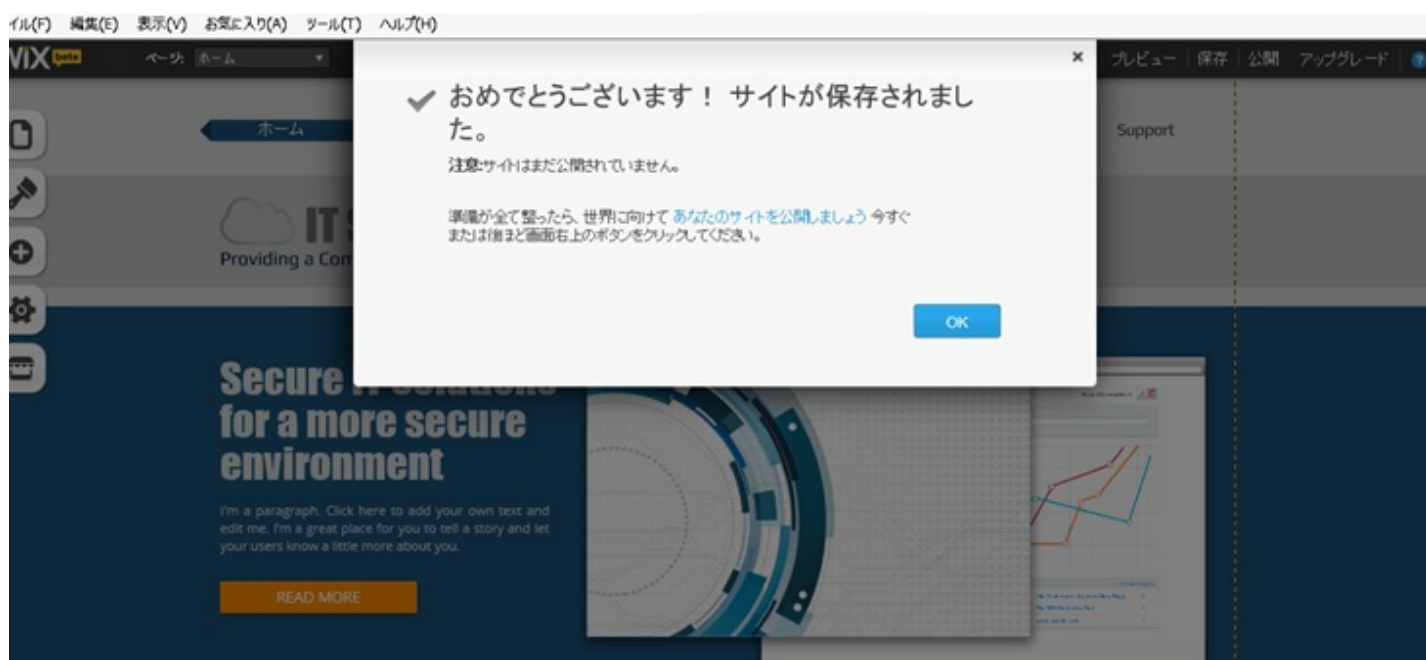 イル(F) 編集(E) 表示(V) お気に入り(A) ツール(T) ヘルプ(H)
WiX beta ページ: ホーム プレビュー 保存 公開 アップグレード ?
おめでとうございます! サイトが保存されまし
た。
ホーム
Support
注意:サイトはまだ公開されていません。
準備が全て整ったら、世界に向けて あなたのサイトを公開しましょう 今すぐ
または後ほど画面右上のボタンをクリックしてください。
IT S
Providing a Com
OK
Secure IT solutions
for a more secure
environment
I'm a paragraph. Click here to add your own text and
edit me. I'm a great place for you to tell a story and let
your users know a little more about you.
READ MORE